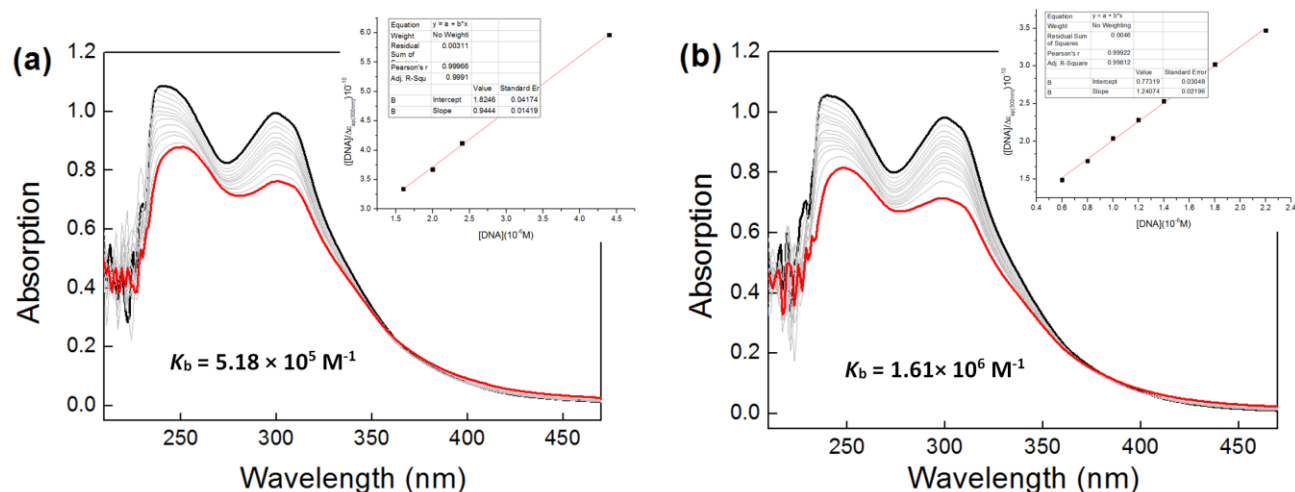 (a)
Equation y = a + b*x
Weight No Weighti
Residual Sum of 0.00311
Pearson's r 0.99966
Adj. R-Squ 0.9991
Value Standard Er
B Intercept 1.8246 0.04174
B Slope 0.9444 0.01419
([DNA]/Δε
ap(300nm)
)10⁻¹⁰
6.5
6.0
5.5
5.0
4.5
4.0
3.5
3.0
1.5 2.0 2.5 3.0 3.5 4.0 4.5
[DNA](10⁻⁶M)
Absorption
1.2
1.0
0.8
0.6
0.4
0.2
0.0
Kb = 5.18 × 10⁵ M⁻¹
250 300 350 400 450
Wavelength (nm)
(b)
Equation y = a + b*x
Weight No Weighting
Residual Sum of Squares 0.0046
Pearson's r 0.99922
Adj. R-Square 0.99812
Value Standard Error
B Intercept 0.77319 0.03048
B Slope 1.24074 0.02196
([DNA]/Δε
ap(300nm)
)10⁻¹⁰
3.5
3.0
2.5
2.0
1.5
0.4 0.6 0.8 1.0 1.2 1.4 1.6 1.8 2.0 2.2 2.4
[DNA](10⁻⁶M)
Absorption
1.2
1.0
0.8
0.6
0.4
0.2
0.0
Kb = 1.61× 10⁶ M⁻¹
250 300 350 400 450
Wavelength (nm)